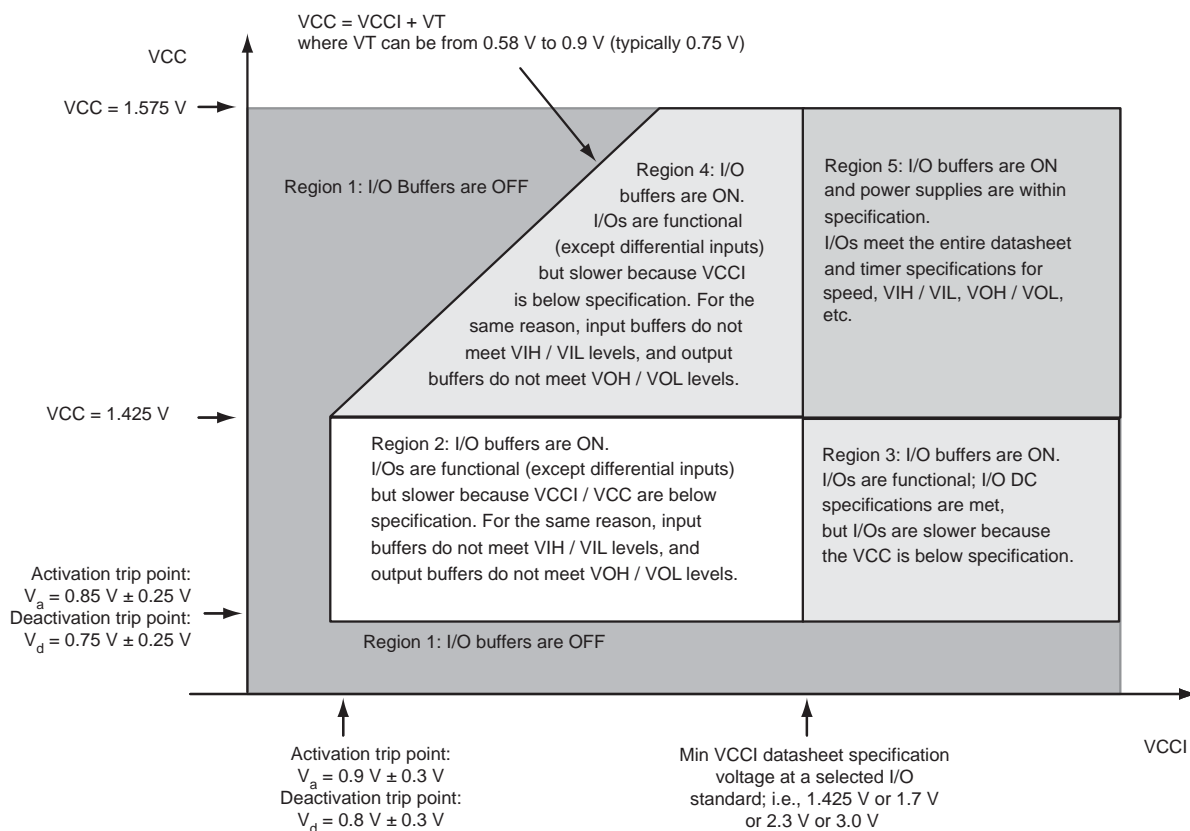 VCC = VCCI + VT
where VT can be from 0.58 V to 0.9 V (typically 0.75 V)
VCC
VCC = 1.575 V
Region 1: I/O Buffers are OFF
Region 4: I/O
buffers are ON.
I/Os are functional
(except differential inputs)
but slower because VCCI
is below specification. For the
same reason, input buffers do not
meet VIH / VIL levels, and output
buffers do not meet VOH / VOL levels.
Region 5: I/O buffers are ON
and power supplies are within
specification.
I/Os meet the entire datasheet
and timer specifications for
speed, VIH / VIL, VOH / VOL,
etc.
VCC = 1.425 V
Region 2: I/O buffers are ON.
I/Os are functional (except differential inputs)
but slower because VCCI / VCC are below
specification. For the same reason, input
buffers do not meet VIH / VIL levels, and
output buffers do not meet VOH / VOL levels.
Region 3: I/O buffers are ON.
I/Os are functional; I/O DC
specifications are met,
but I/Os are slower because
the VCC is below specification.
Activation trip point:
Va = 0.85 V ± 0.25 V
Deactivation trip point:
Vd = 0.75 V ± 0.25 V
Region 1: I/O buffers are OFF
VCCI
Activation trip point:
Va = 0.9 V ± 0.3 V
Deactivation trip point:
Vd = 0.8 V ± 0.3 V
Min VCCI datasheet specification
voltage at a selected I/O
standard; i.e., 1.425 V or 1.7 V
or 2.3 V or 3.0 V